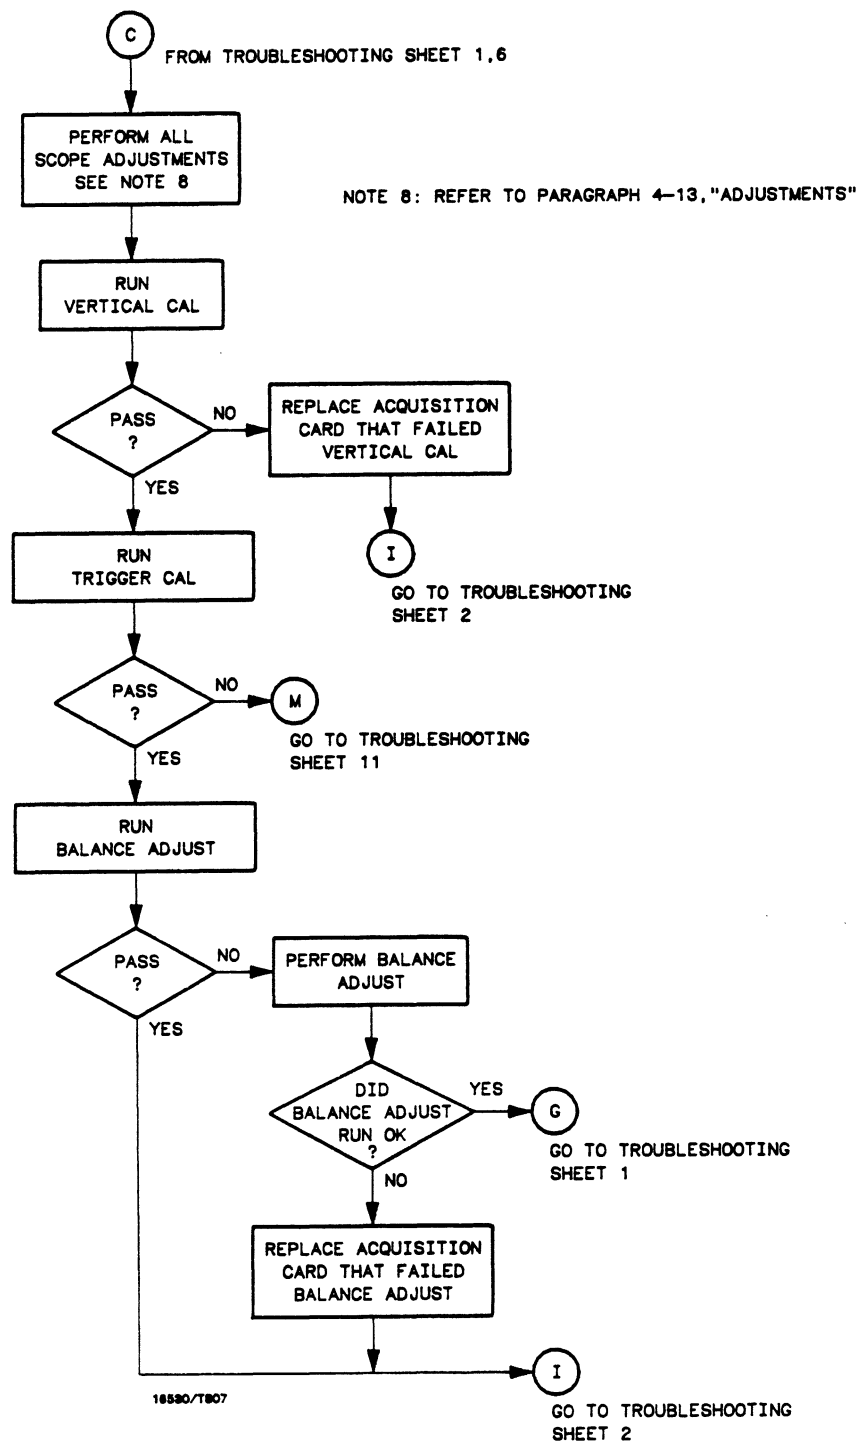 C
FROM TROUBLESHOOTING SHEET 1,6
PERFORM ALL
SCOPE ADJUSTMENTS
SEE NOTE 8
NOTE 8: REFER TO PARAGRAPH 4-13,"ADJUSTMENTS"
RUN
VERTICAL CAL
PASS
?
NO
YES
REPLACE ACQUISITION
CARD THAT FAILED
VERTICAL CAL
I
GO TO TROUBLESHOOTING
SHEET 2
RUN
TRIGGER CAL
PASS
?
NO
YES
M
GO TO TROUBLESHOOTING
SHEET 11
RUN
BALANCE ADJUST
PASS
?
NO
YES
PERFORM BALANCE
ADJUST
DID
BALANCE ADJUST
RUN OK
?
YES
NO
G
GO TO TROUBLESHOOTING
SHEET 1
REPLACE ACQUISITION
CARD THAT FAILED
BALANCE ADJUST
I
GO TO TROUBLESHOOTING
SHEET 2
16530/T807